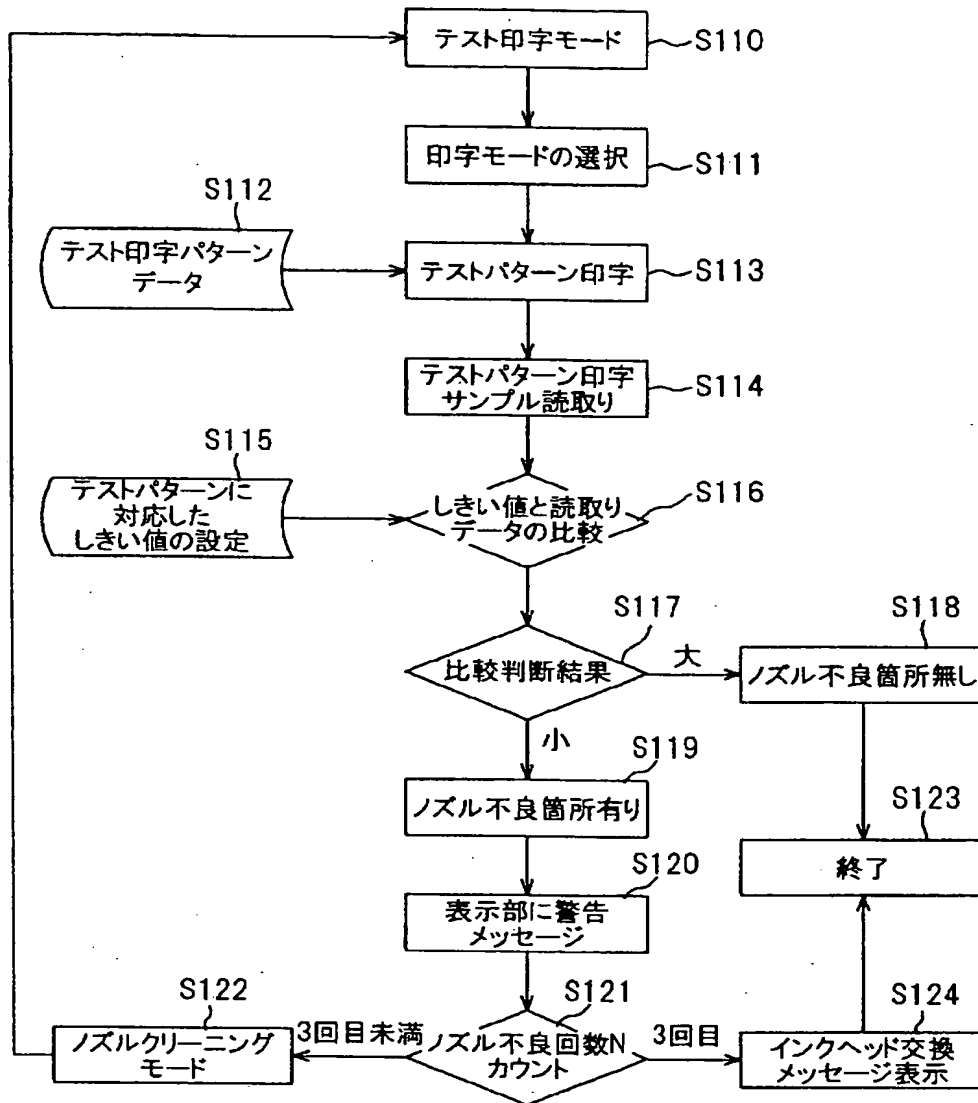 テスト印字モード
S110
印字モードの選択
S111
S112
テスト印字パターン
データ
テストパターン印字
S113
テストパターン印字
サンプル読取り
S114
S115
テストパターンに
対応した
しきい値の設定
しきい値と読取り
データの比較
S116
S117
比較判断結果
大
S118
ノズル不良箇所無し
小
S119
ノズル不良箇所有り
S123
終了
S120
表示部に警告
メッセージ
S121
ノズル不良回数N
カウント
3回目未満
S122
ノズルクリーニング
モード
3回目
S124
インクヘッド交換
メッセージ表示